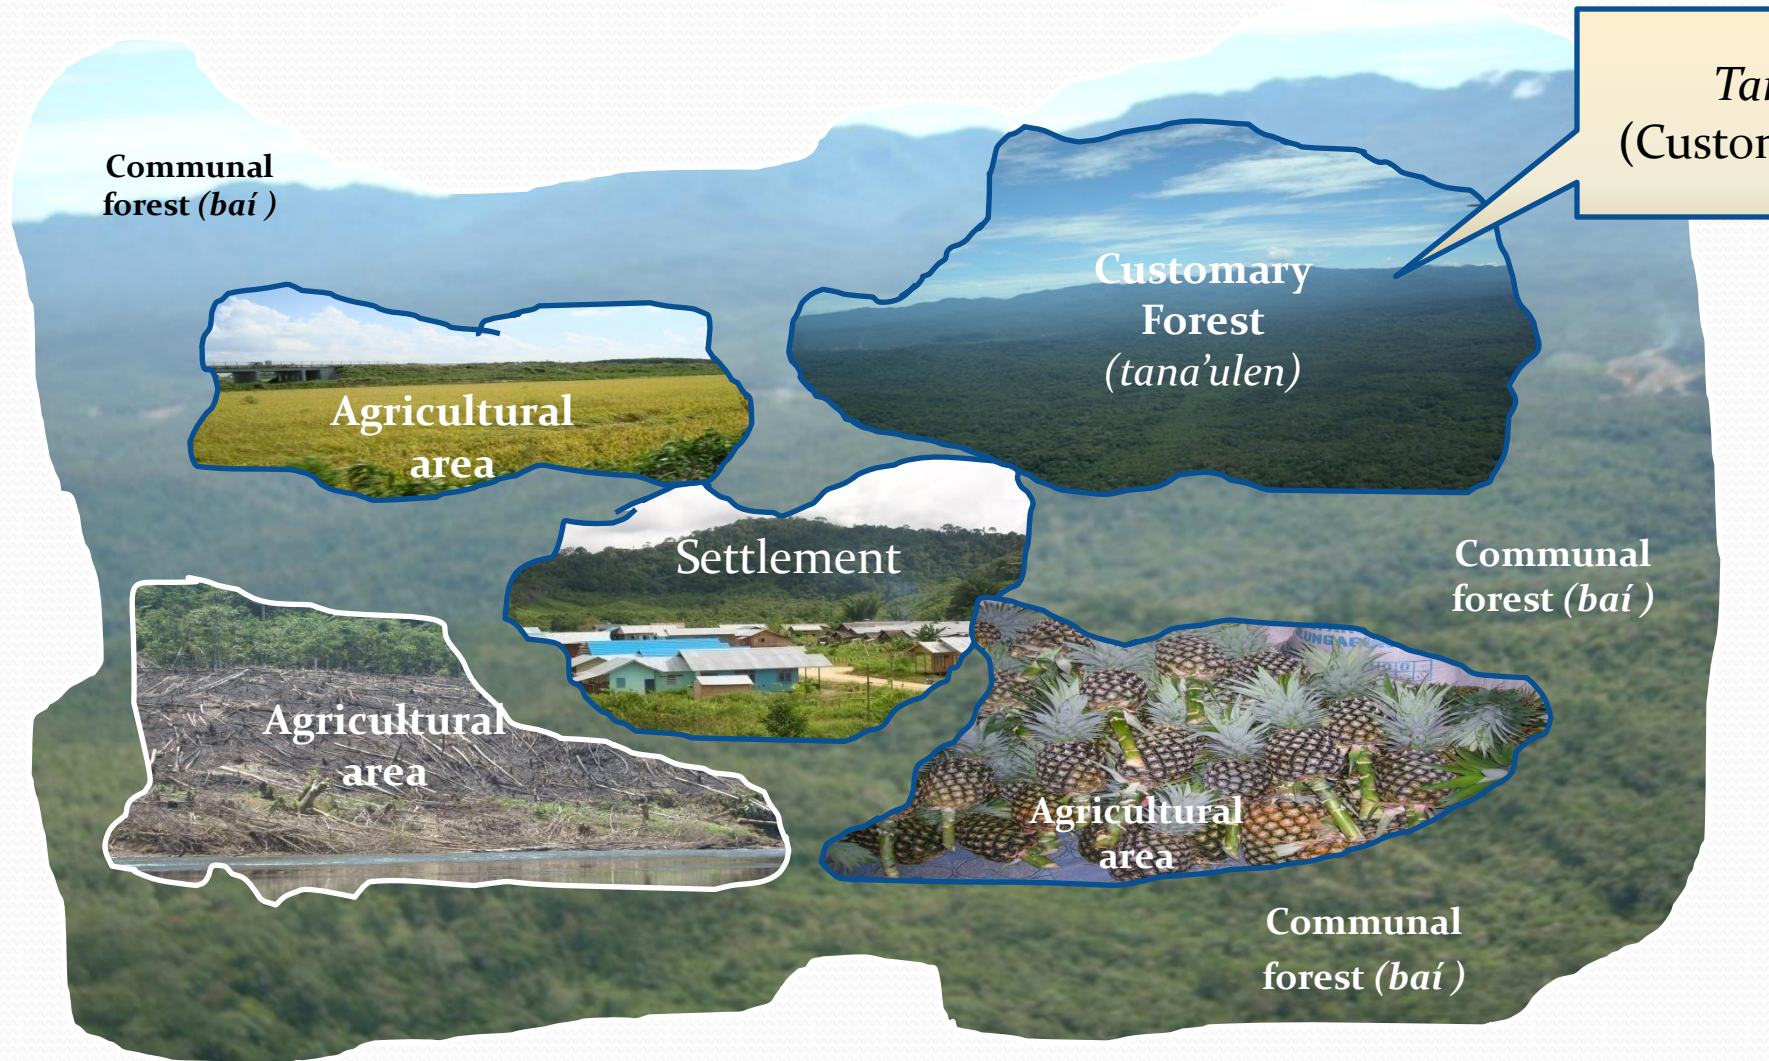 Communal
forest (baí )
(Custom
Customary
Forest
(tana’ulen)
Agricultural
area
Settlement
Communal
forest (baí )
Agricultural
area
Agricultural
area
Communal
forest (baí )